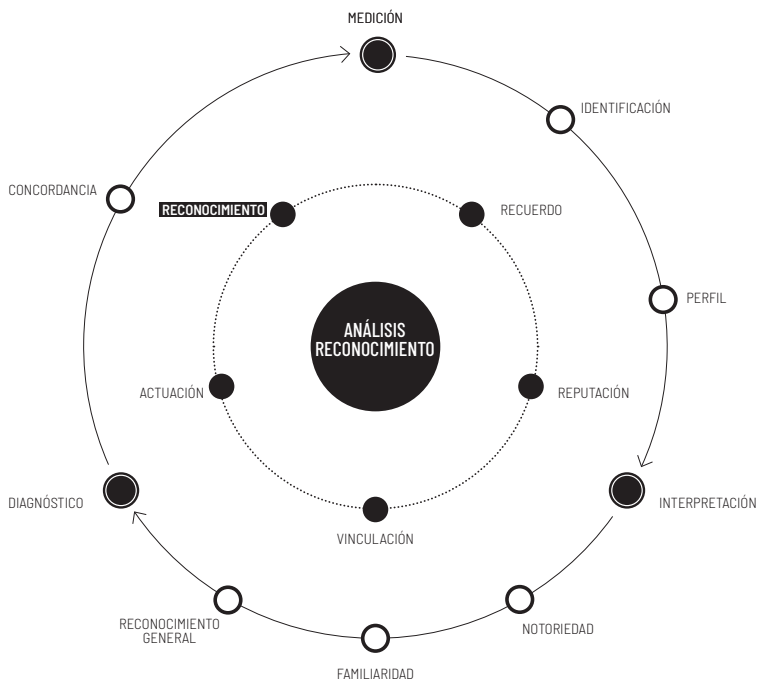 MEDICIÓN
IDENTIFICACIÓN
CONCORDANCIA
RECONOCIMIENTO
RECUERDO
PERFIL
ANÁLISIS
RECONOCIMIENTO
ACTUACIÓN
REPUTACIÓN
DIAGNÓSTICO
INTERPRETACIÓN
VINCULACIÓN
RECONOCIMIENTO
GENERAL
NOTORIEDAD
FAMILIARIDAD